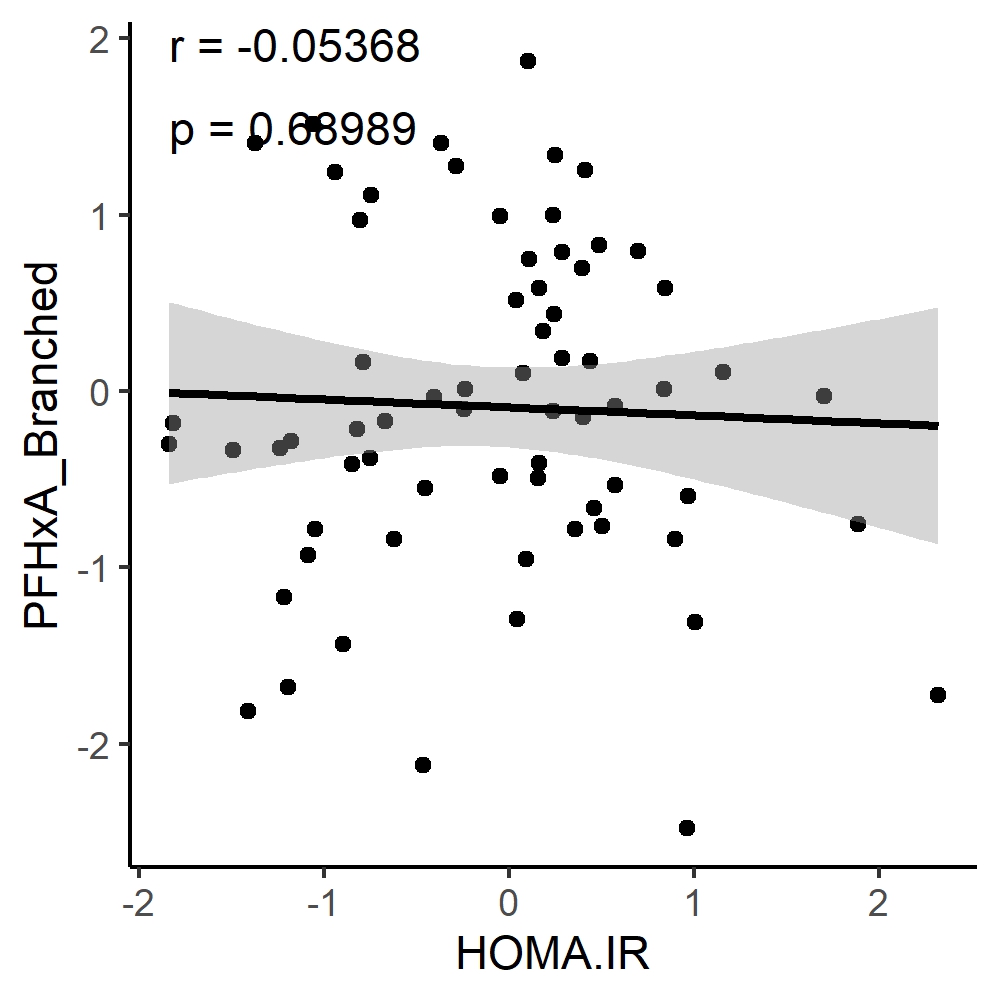 r = -0.05368
p = 0.68989
2
1
0
-1
-2
PFHxA_Branched
-2
-1
0
1
2
HOMA.IR